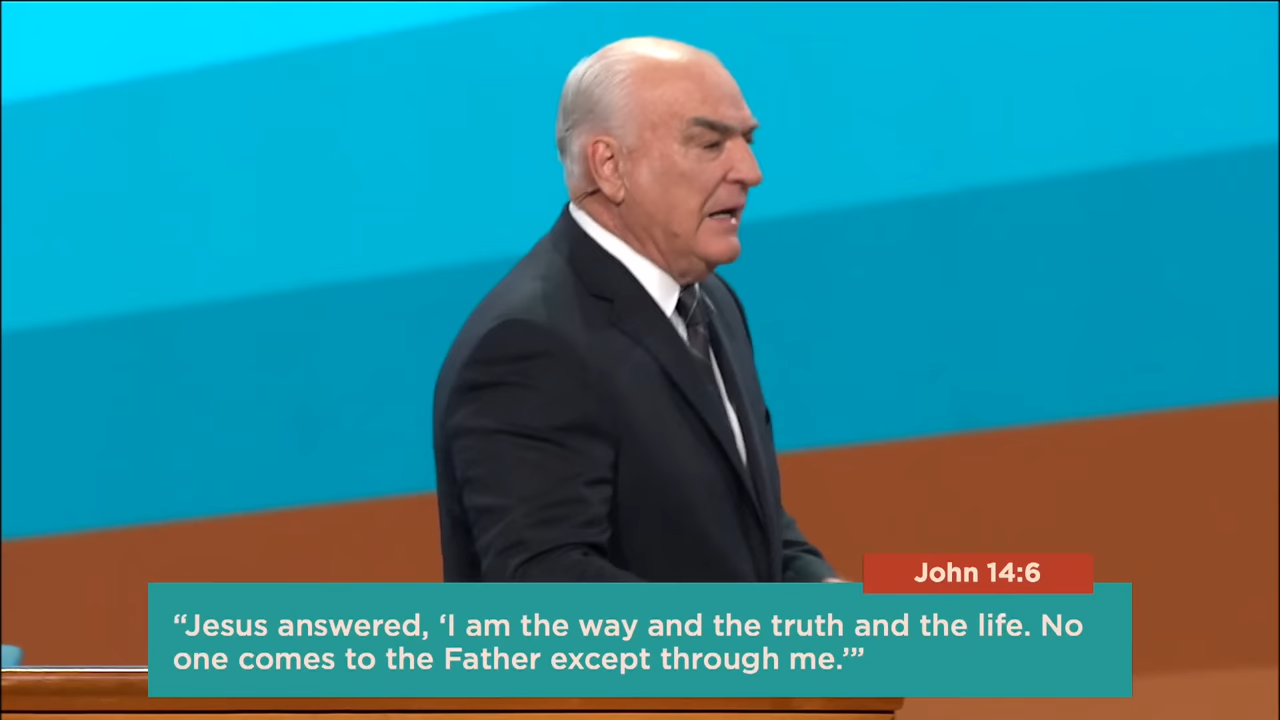 John 14:6
“Jesus answered, ‘I am the way and the truth and the life. No
one comes to the Father except through me.’”